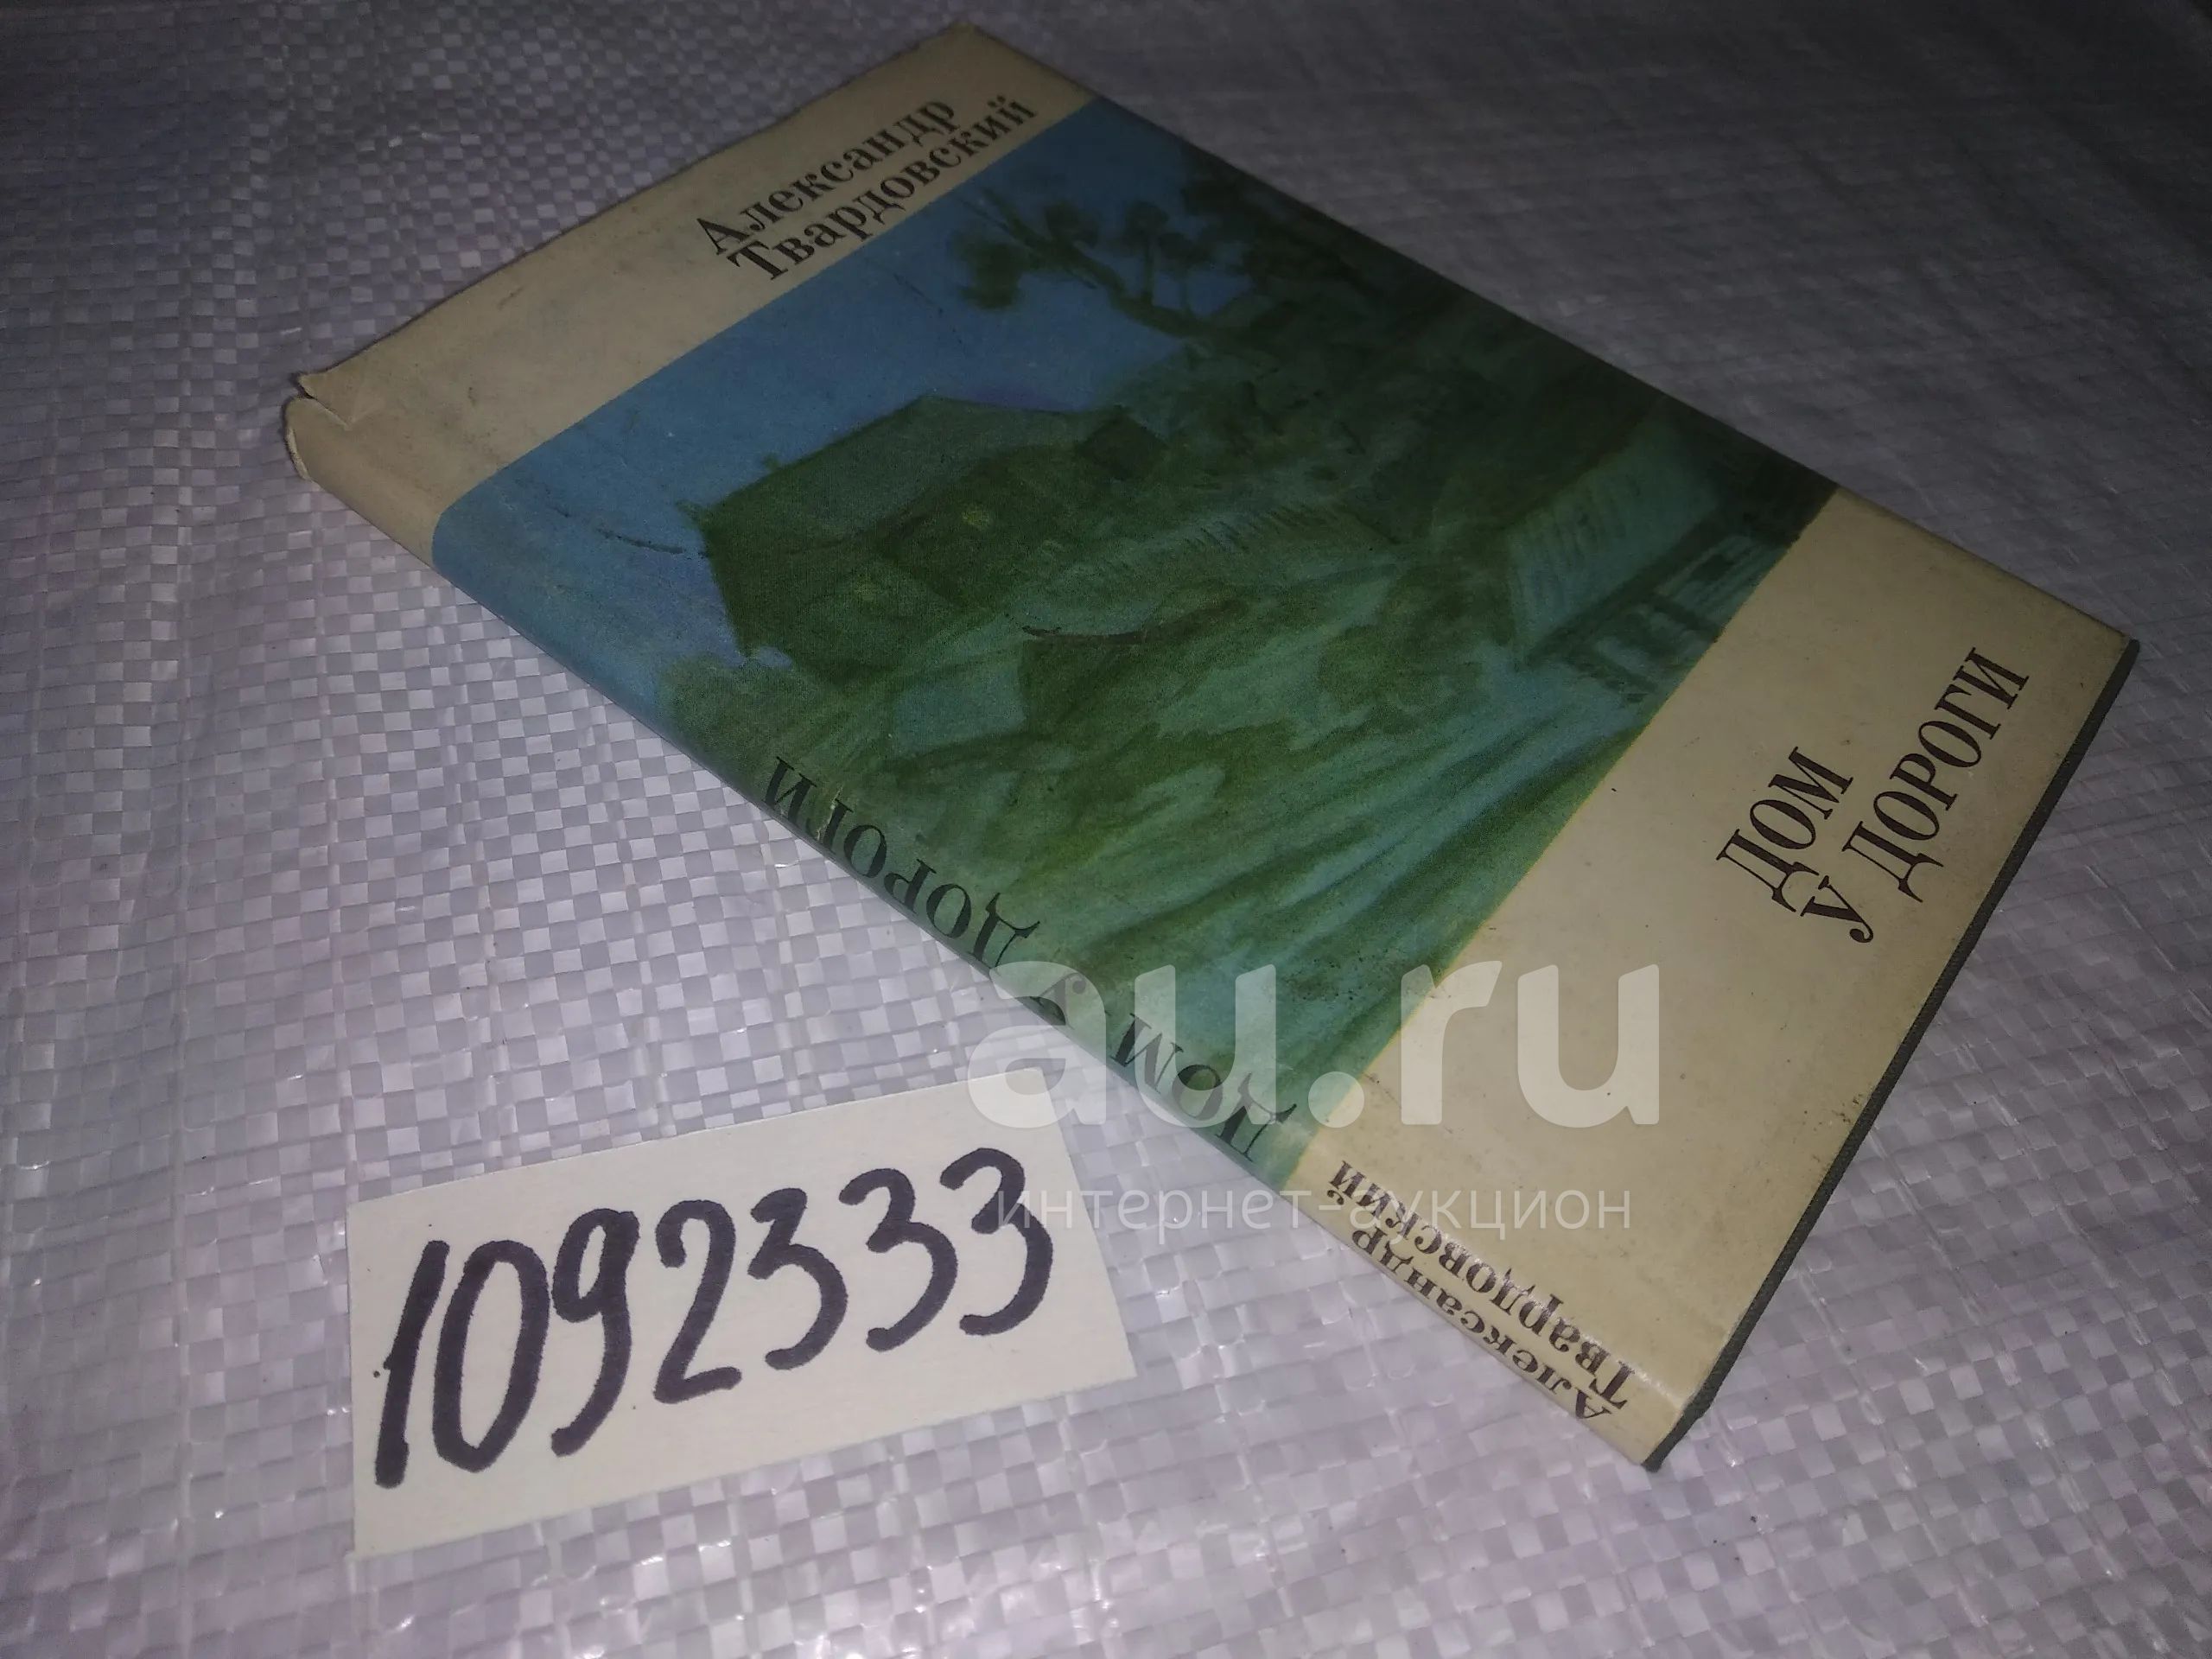 Александр
Твардовский
ДОМ
У ДОРОГИ
ДОМ У ДОРОГИ
Александр
Твардовский
au.ru
интернет-аукцион
1092333